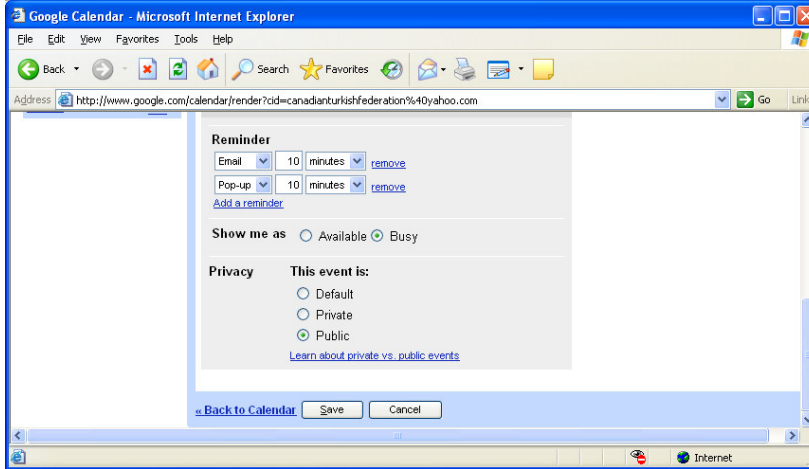 Google Calendar - Microsoft Internet Explorer
File Edit View Favorites Tools Help
Back Search Favorites
Address http://www.google.com/calendar/render?cid=canadianturkishfederation%40yahoo.com Go Link
Reminder
Email 10 minutes remove
Pop-up 10 minutes remove
Add a reminder
Show me as Available Busy
Privacy This event is:
Default
Private
Public
Learn about private vs. public events
« Back to Calendar Save Cancel
Internet